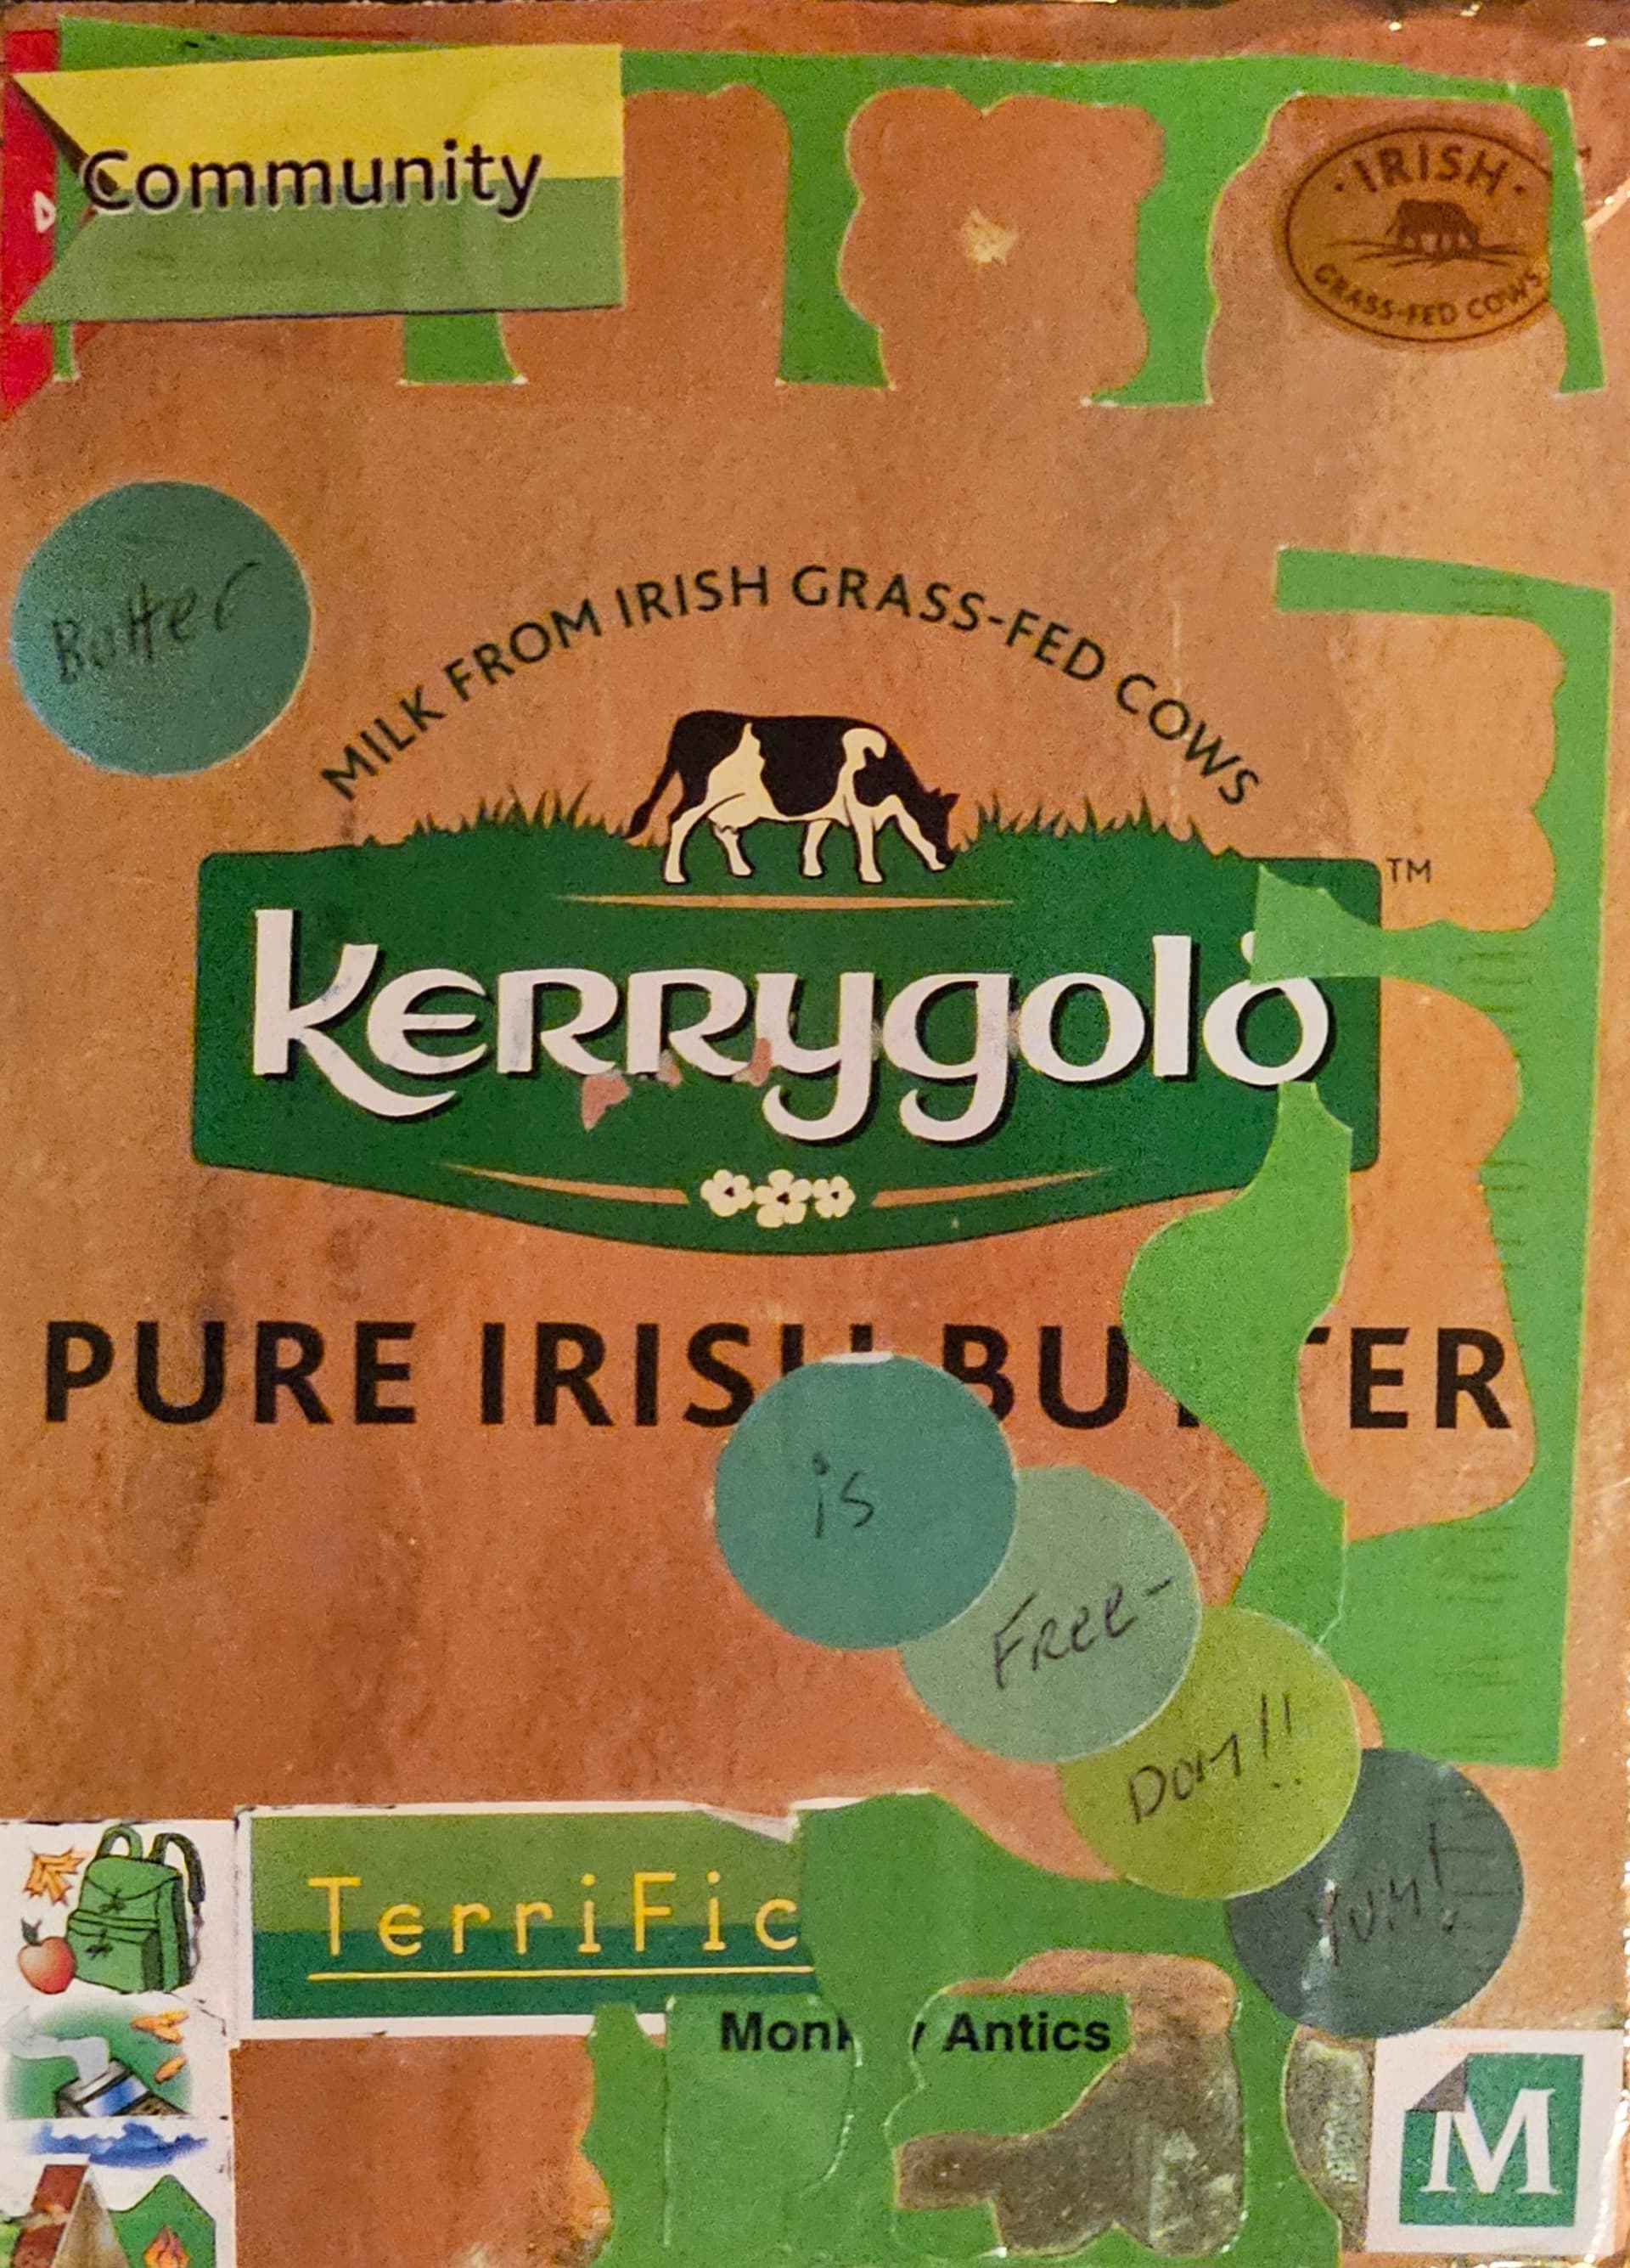 Community
· IRISH ·
GRASS-FED COWS
Butter
MILK FROM IRISH GRASS-FED COWS
Kerrygold
TM
PURE IRISH BUTTER
is
FREE-
DOM!!
YUM!
TerriFic
Monk y Antics
M